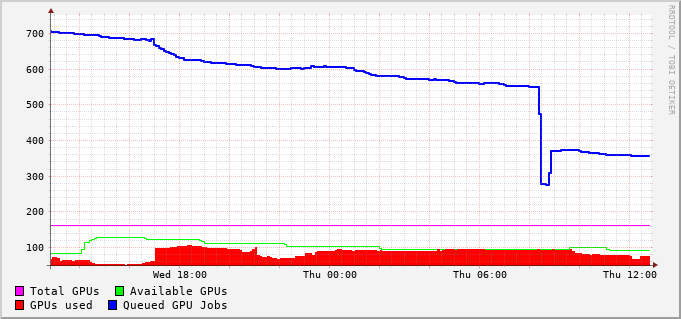 700
600
500
400
300
200
100
Wed 18:00 Thu 00:00 Thu 06:00 Thu 12:00
Total GPUs Available GPUs
GPUs used Queued GPU Jobs
RRDTOOL / TOBI OETIKER